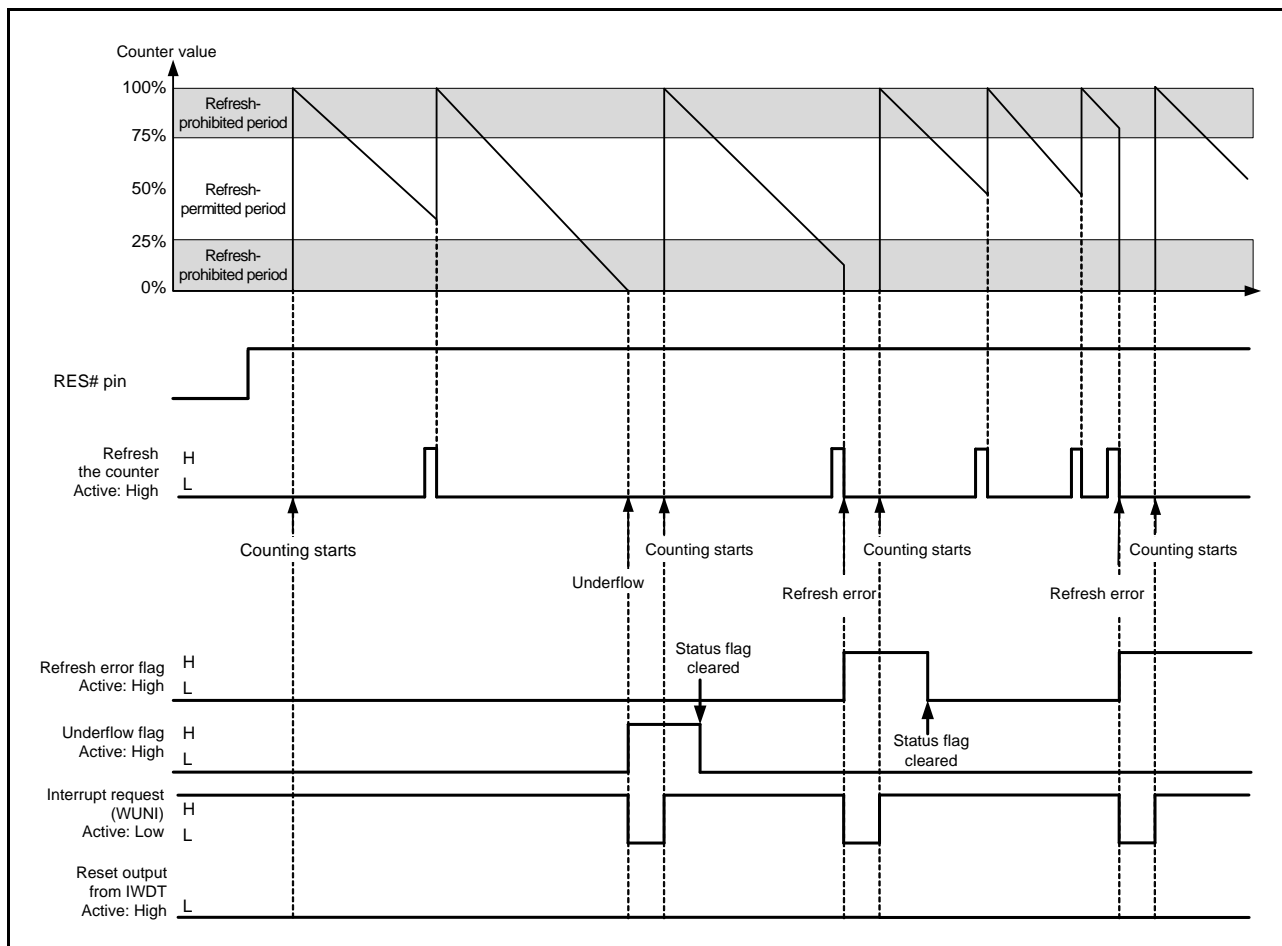 Counter value
100%
Refresh-
prohibited period
75%
50%
Refresh-
permitted period
25%
Refresh-
prohibited period
0%
RES# pin
Refresh
the counter
Active: High
H
L
Counting starts
Counting starts
Counting starts
Counting starts
Underflow
Refresh error
Refresh error
Refresh error flag
Active: High
H
L
Status flag
cleared
Status flag
cleared
Underflow flag
Active: High
H
L
Interrupt request
(WUNI)
Active: Low
H
L
Reset output
from IWDT
Active: High
L